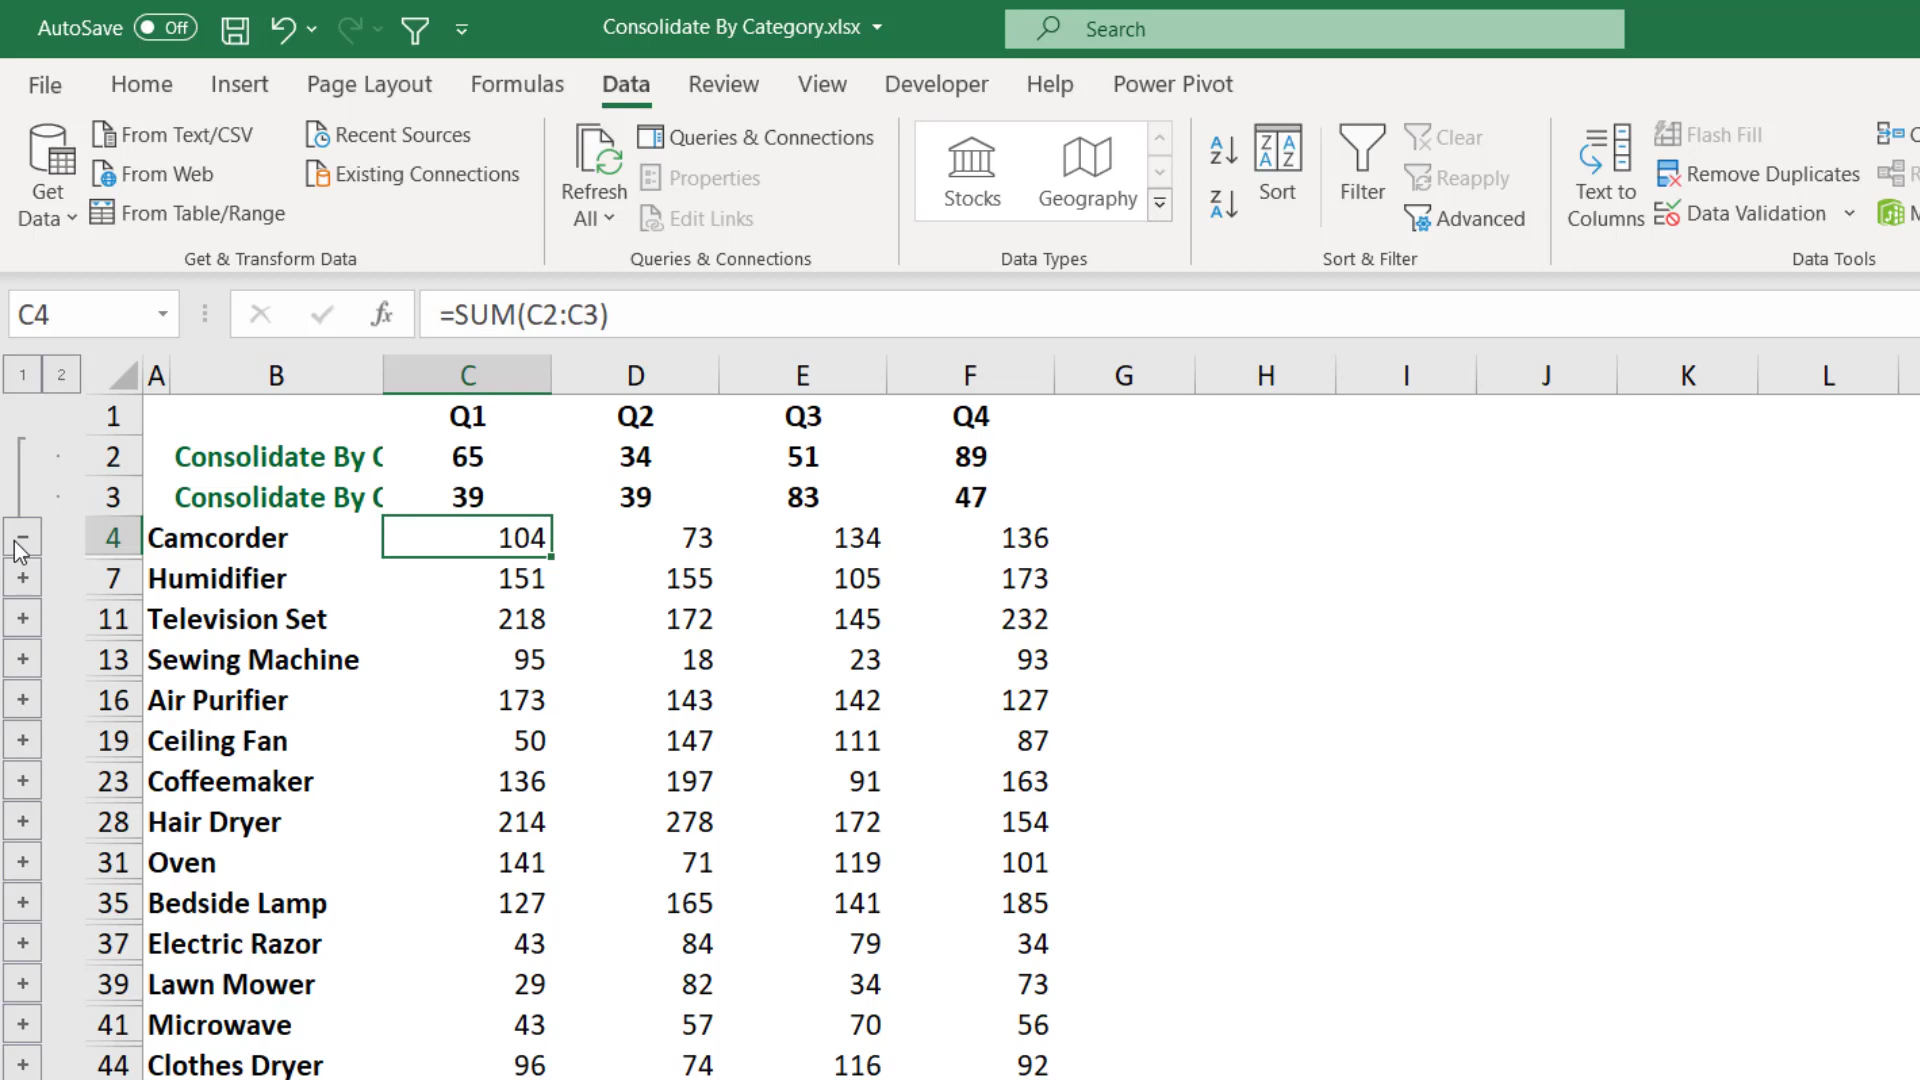 AutoSave Off Consolidate By Category.xlsx Search
File Home Insert Page Layout Formulas Data Review View Developer Help Power Pivot
Get Data
From Text/CSV
From Web
From Table/Range
Recent Sources
Existing Connections
Get & Transform Data
Refresh All
Queries & Connections
Properties
Edit Links
Queries & Connections
Stocks
Geography
Data Types
Sort
Filter
Clear
Reapply
Advanced
Sort & Filter
Text to Columns
Flash Fill
Remove Duplicates
Data Validation
Data Tools
C4 fx =SUM(C2:C3)
1 2 A B C D E F G H I J K L
1 Q1 Q2 Q3 Q4
2 Consolidate By C 65 34 51 89
3 Consolidate By C 39 39 83 47
4 Camcorder 104 73 134 136
7 Humidifier 151 155 105 173
11 Television Set 218 172 145 232
13 Sewing Machine 95 18 23 93
16 Air Purifier 173 143 142 127
19 Ceiling Fan 50 147 111 87
23 Coffeemaker 136 197 91 163
28 Hair Dryer 214 278 172 154
31 Oven 141 71 119 101
35 Bedside Lamp 127 165 141 185
37 Electric Razor 43 84 79 34
39 Lawn Mower 29 82 34 73
41 Microwave 43 57 70 56
44 Clothes Dryer 96 74 116 92